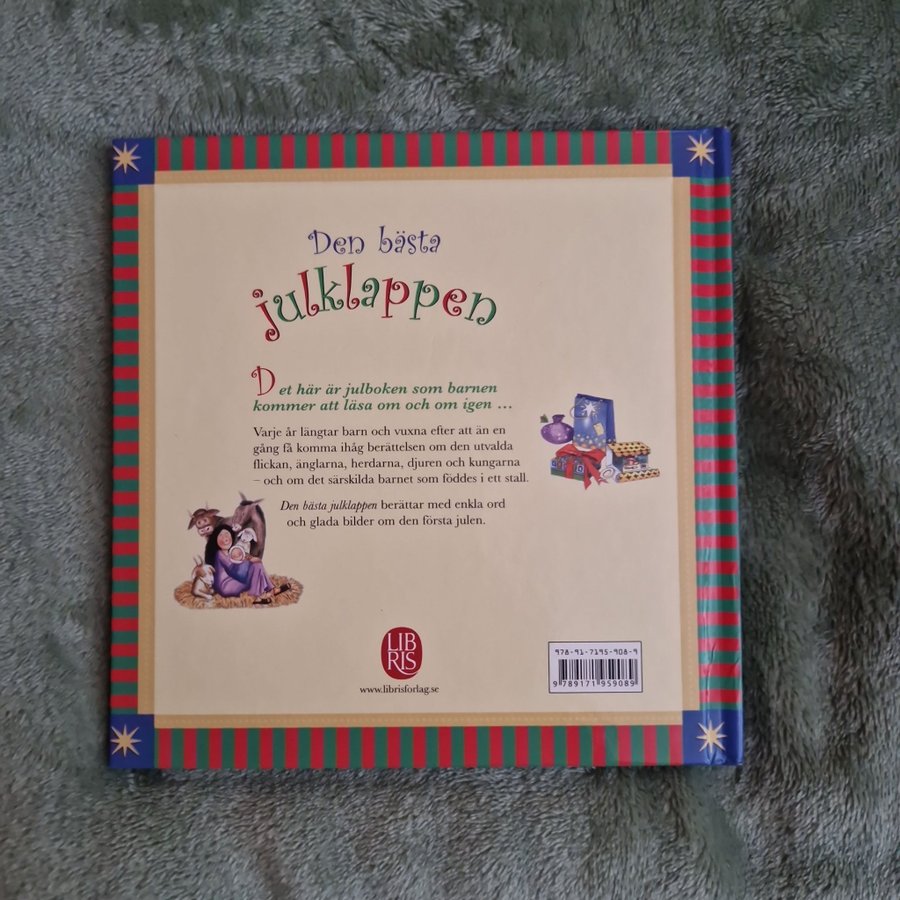 Den bästa
julklappen
Det här är julboken som barnen
kommer att läsa om och om igen ...
Varje år längtar barn och vuxna efter att än en
gång få komma ihåg berättelsen om den utvalda
flickan, änglarna, herdarna, djuren och kungarna
– och om det särskilda barnet som föddes i ett stall.
Den bästa julklappen berättar med enkla ord
och glada bilder om den första julen.
LIB
RIS
www.librisforlag.se
978-91-7195-908-9
9 789171 959089